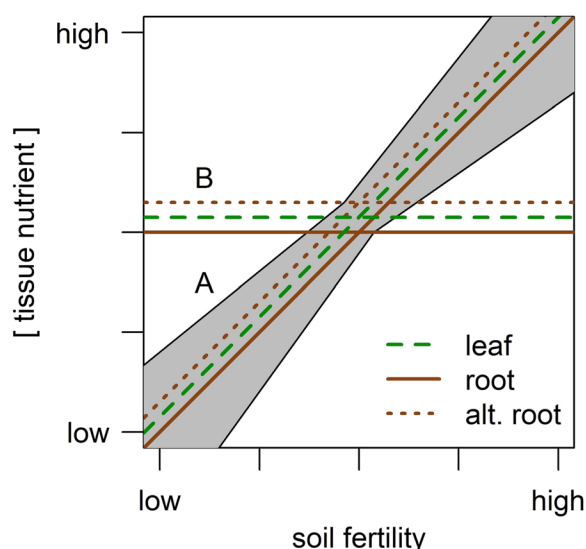 high
[ tissue nutrient ]
B
A
leaf
root
alt. root
low
low
high
soil fertility